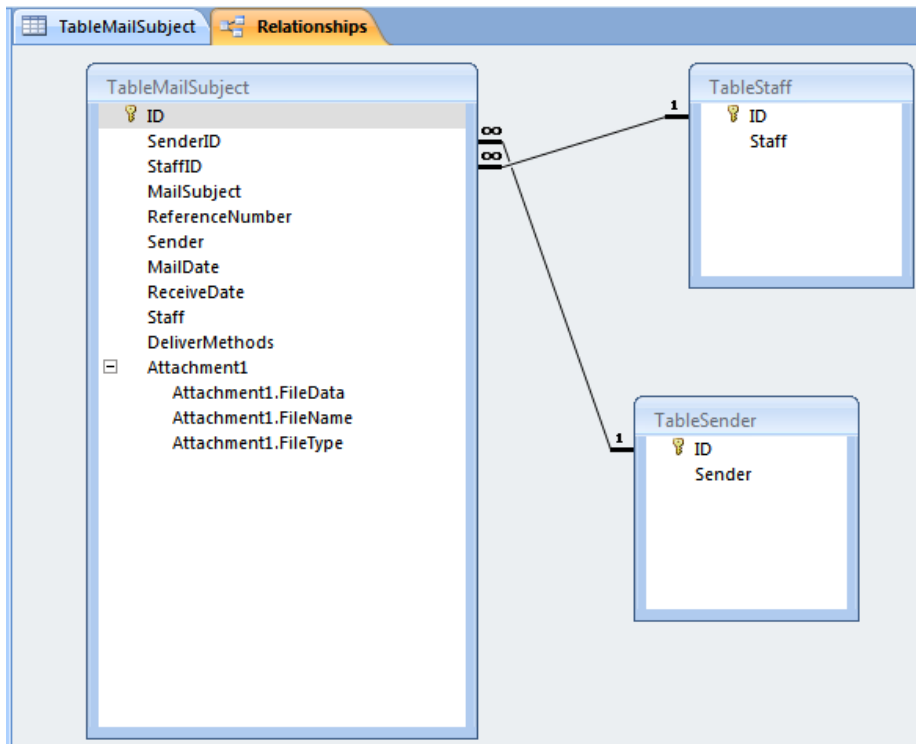 TableMailSubject
Relationships
TableMailSubject
ID
SenderID
StaffID
MailSubject
ReferenceNumber
Sender
MailDate
ReceiveDate
Staff
DeliverMethods
Attachment1
Attachment1.FileData
Attachment1.FileName
Attachment1.FileType
∞
∞
1
TableStaff
ID
Staff
1
TableSender
ID
Sender